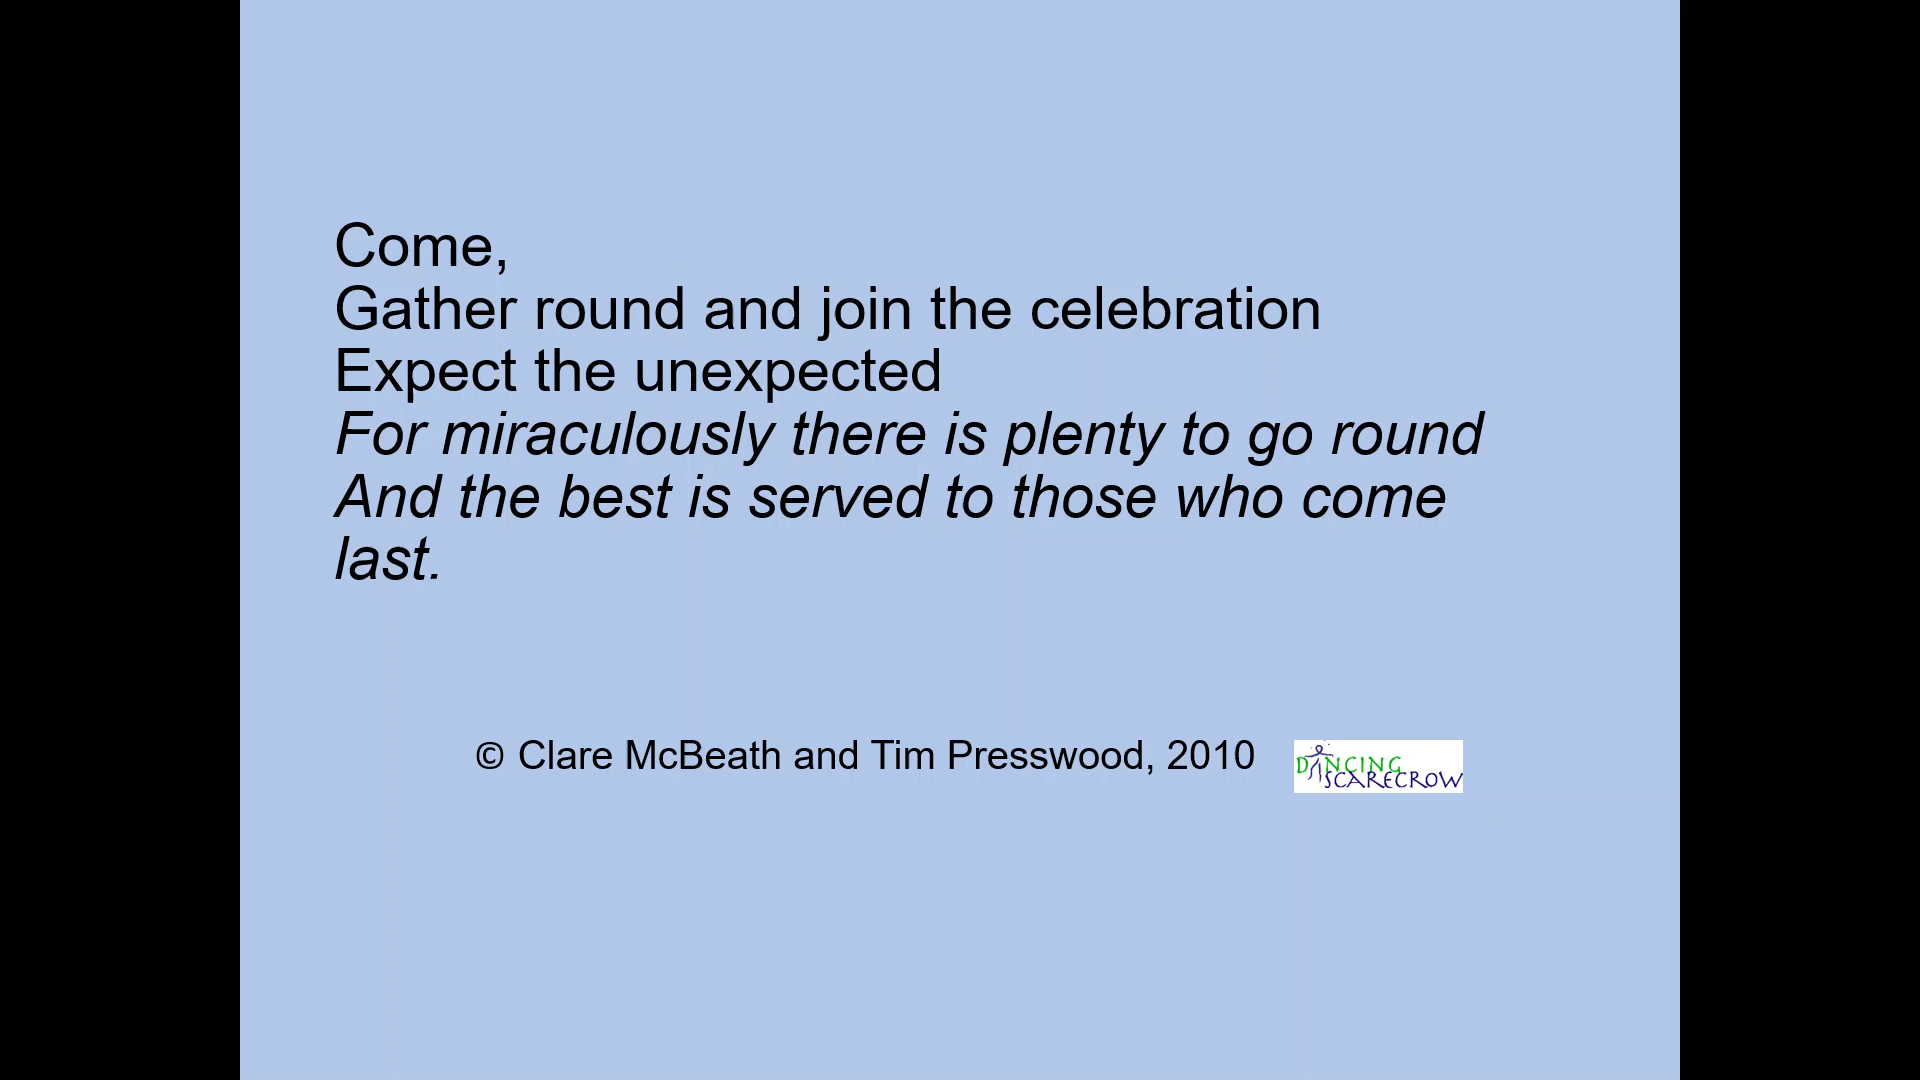 Come,
Gather round and join the celebration
Expect the unexpected
For miraculously there is plenty to go round
And the best is served to those who come
last.
© Clare McBeath and Tim Presswood, 2010
DANCING
SCARECROW